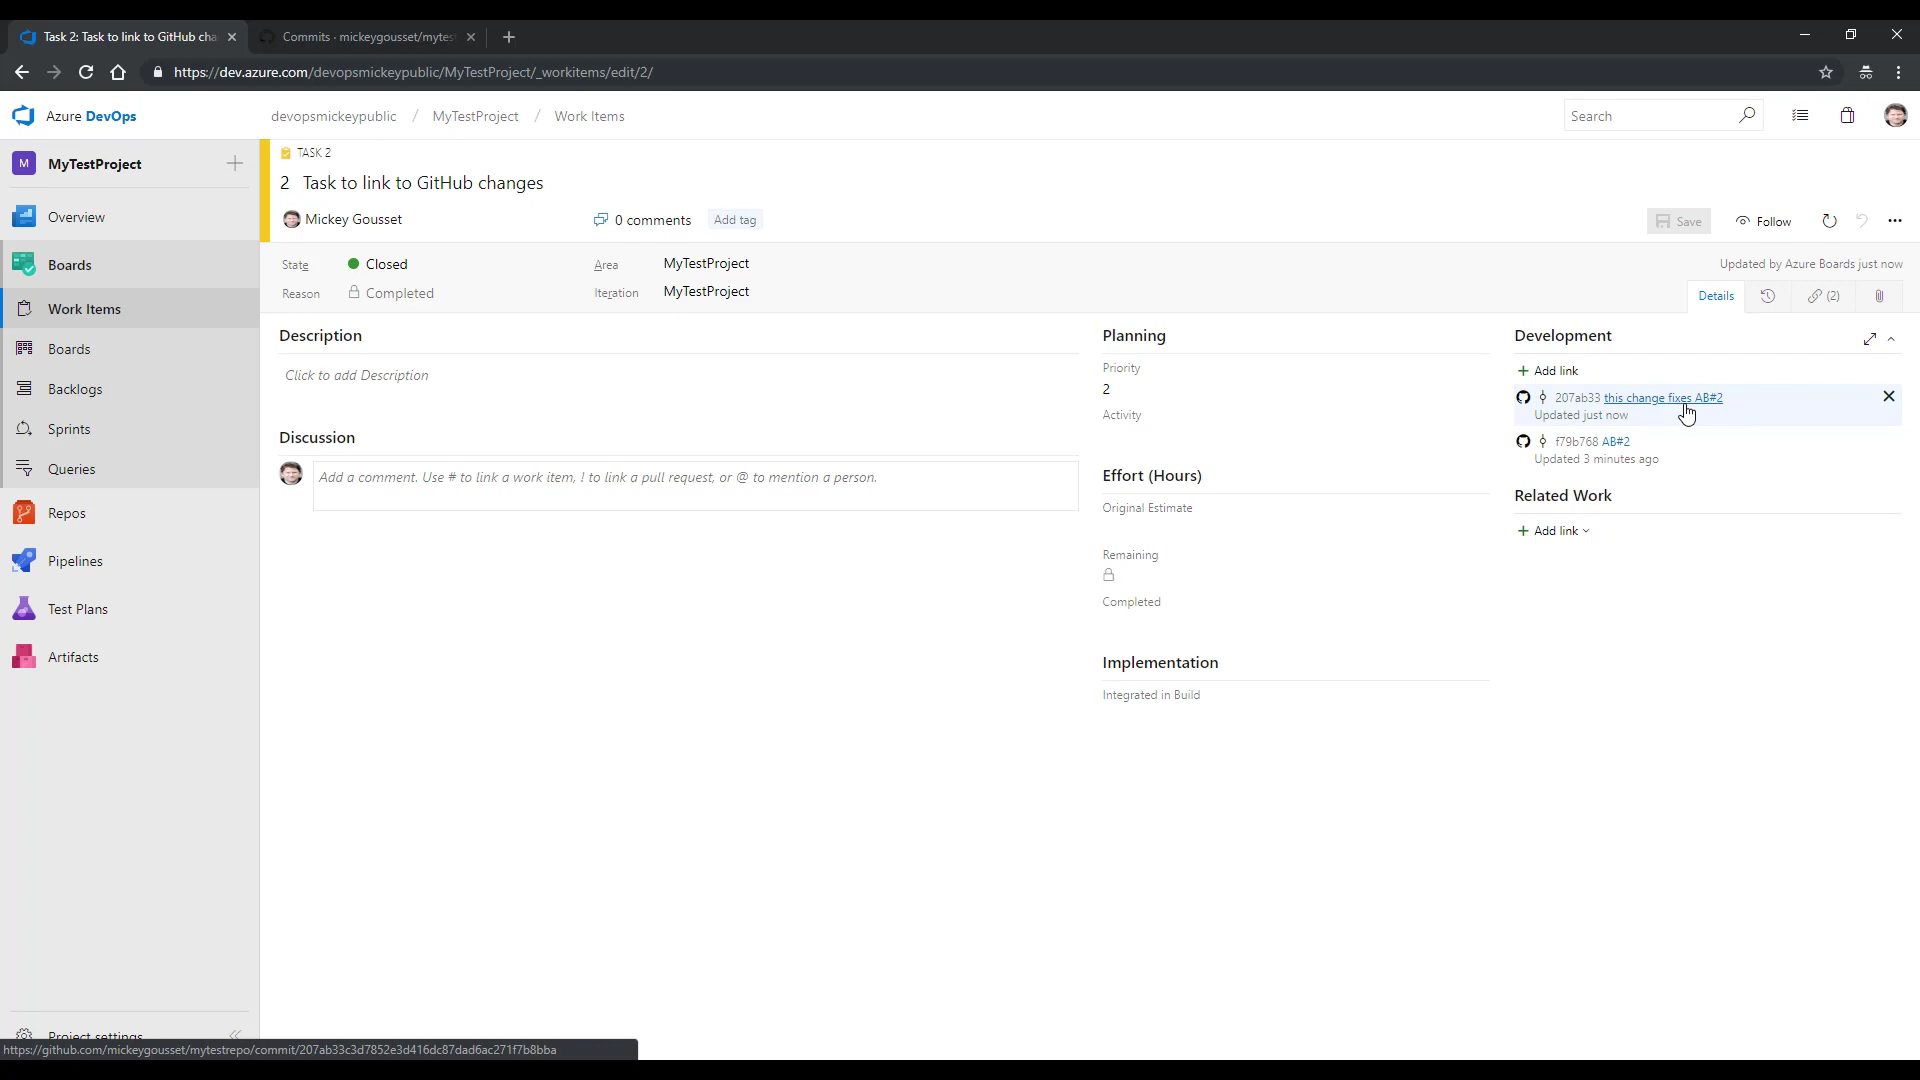 Task 2: Task to link to GitHub cha
Commits · mickeygousset/mytes
https://dev.azure.com/devopsmickeypublic/MyTestProject/_workitems/edit/2/
Azure DevOps
devopsmickeypublic / MyTestProject / Work Items
Search
M MyTestProject
TASK 2
2 Task to link to GitHub changes
Overview
Mickey Gousset
0 comments
Add tag
Save
Follow
Boards
State
Closed
Area
MyTestProject
Updated by Azure Boards just now
Reason
Completed
Iteration
MyTestProject
Details
(2)
Work Items
Boards
Backlogs
Sprints
Queries
Repos
Pipelines
Test Plans
Artifacts
Project settings
Description
Click to add Description
Discussion
Add a comment. Use # to link a work item, ! to link a pull request, or @ to mention a person.
Planning
Priority
2
Activity
Effort (Hours)
Original Estimate
Remaining
Completed
Implementation
Integrated in Build
Development
+ Add link
207ab33 this change fixes AB#2
Updated just now
f79b768 AB#2
Updated 3 minutes ago
Related Work
+ Add link
https://github.com/mickeygousset/mytestrepo/commit/207ab33c3d7852e3d416dc87dad6ac271f7b8bba